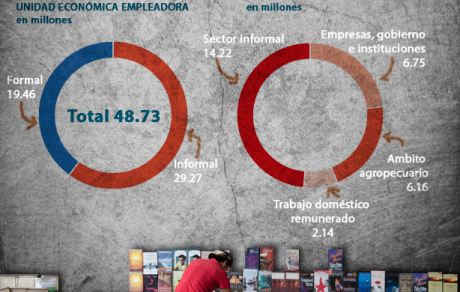 UNIDAD ECONÓMICA EMPLEADORA
en millones
Formal
19.46
Total 48.73
Informal
29.27
en millones
Sector informal
14.22
Empresas, gobierno
e instituciones
6.75
Ambito
agropecuario
6.16
Trabajo doméstico
remunerado
2.14